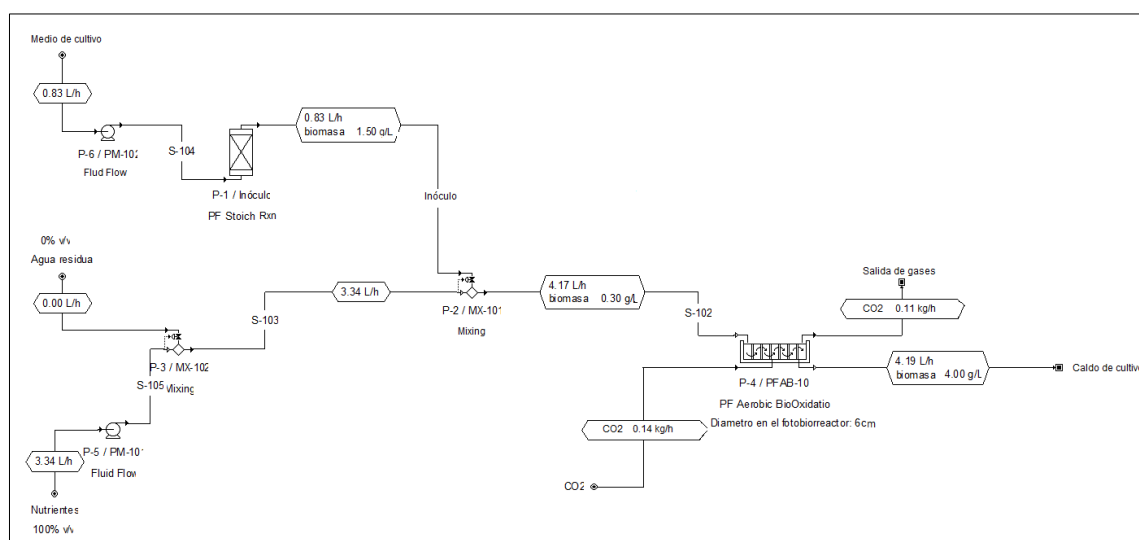 Medio de cultivo
0.83 L/h
P-6 / PM-102
Flud Flow
S-104
P-1 / Inóculo
PF Stoich Rxn
0.83 L/h
biomasa 1.50 g/L
Inóculo
0% v/v
Agua residua
0.00 L/h
P-3 / MX-102
Mixing
S-103
3.34 L/h
P-2 / MX-101
Mixing
4.17 L/h
biomasa 0.30 g/L
S-102
Salida de gases
CO2 0.11 kg/h
P-4 / PFAB-10
PF Aerobic BioOxidatio
Diametro en el fotobiorreactor: 6cm
4.19 L/h
biomasa 4.00 g/L
Caldo de cultivo
CO2 0.14 kg/h
CO2
S-105
P-5 / PM-101
Fluid Flow
3.34 L/h
Nutrientes
100% v/v